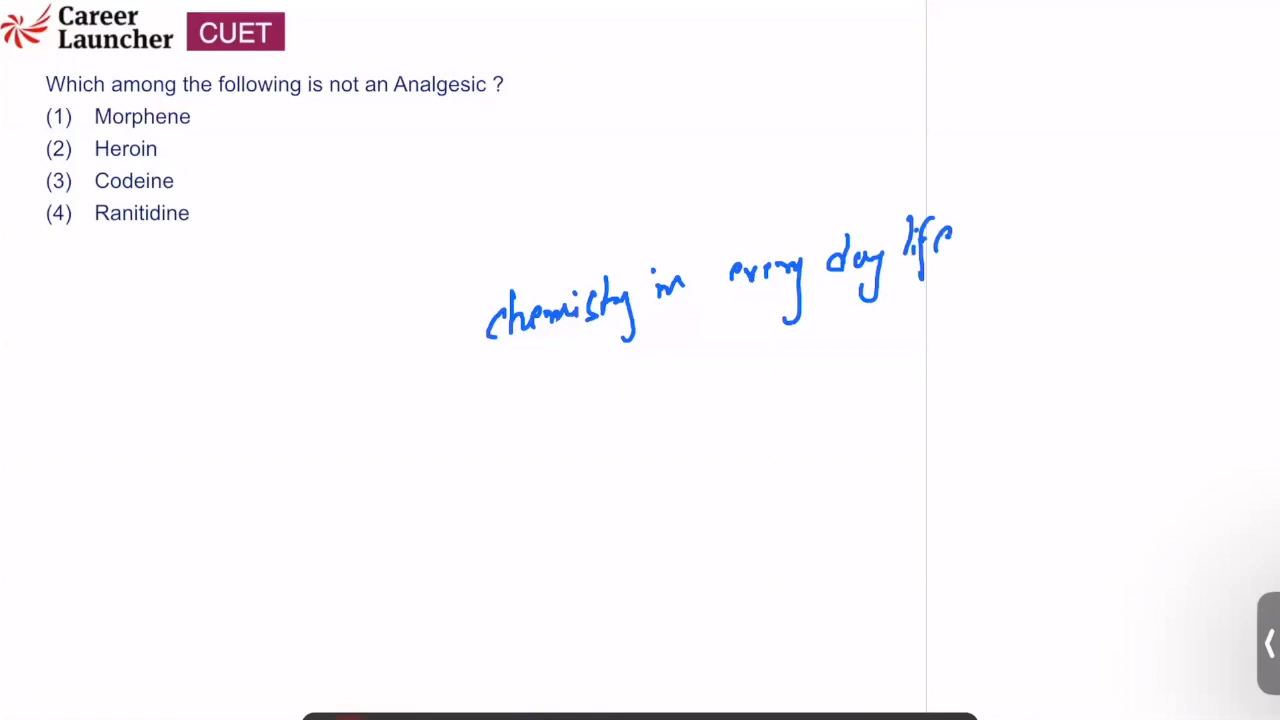 Career
Launcher
CUET
Which among the following is not an Analgesic ?
(1) Morphene
(2) Heroin
(3) Codeine
(4) Ranitidine
chemistry in every day life